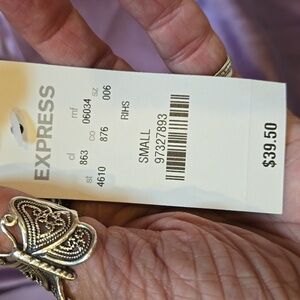 EXPRESS
cl mf
863 06034 sz
st co 006
4610 876
RIHS
SMALL
97327893
$39.50